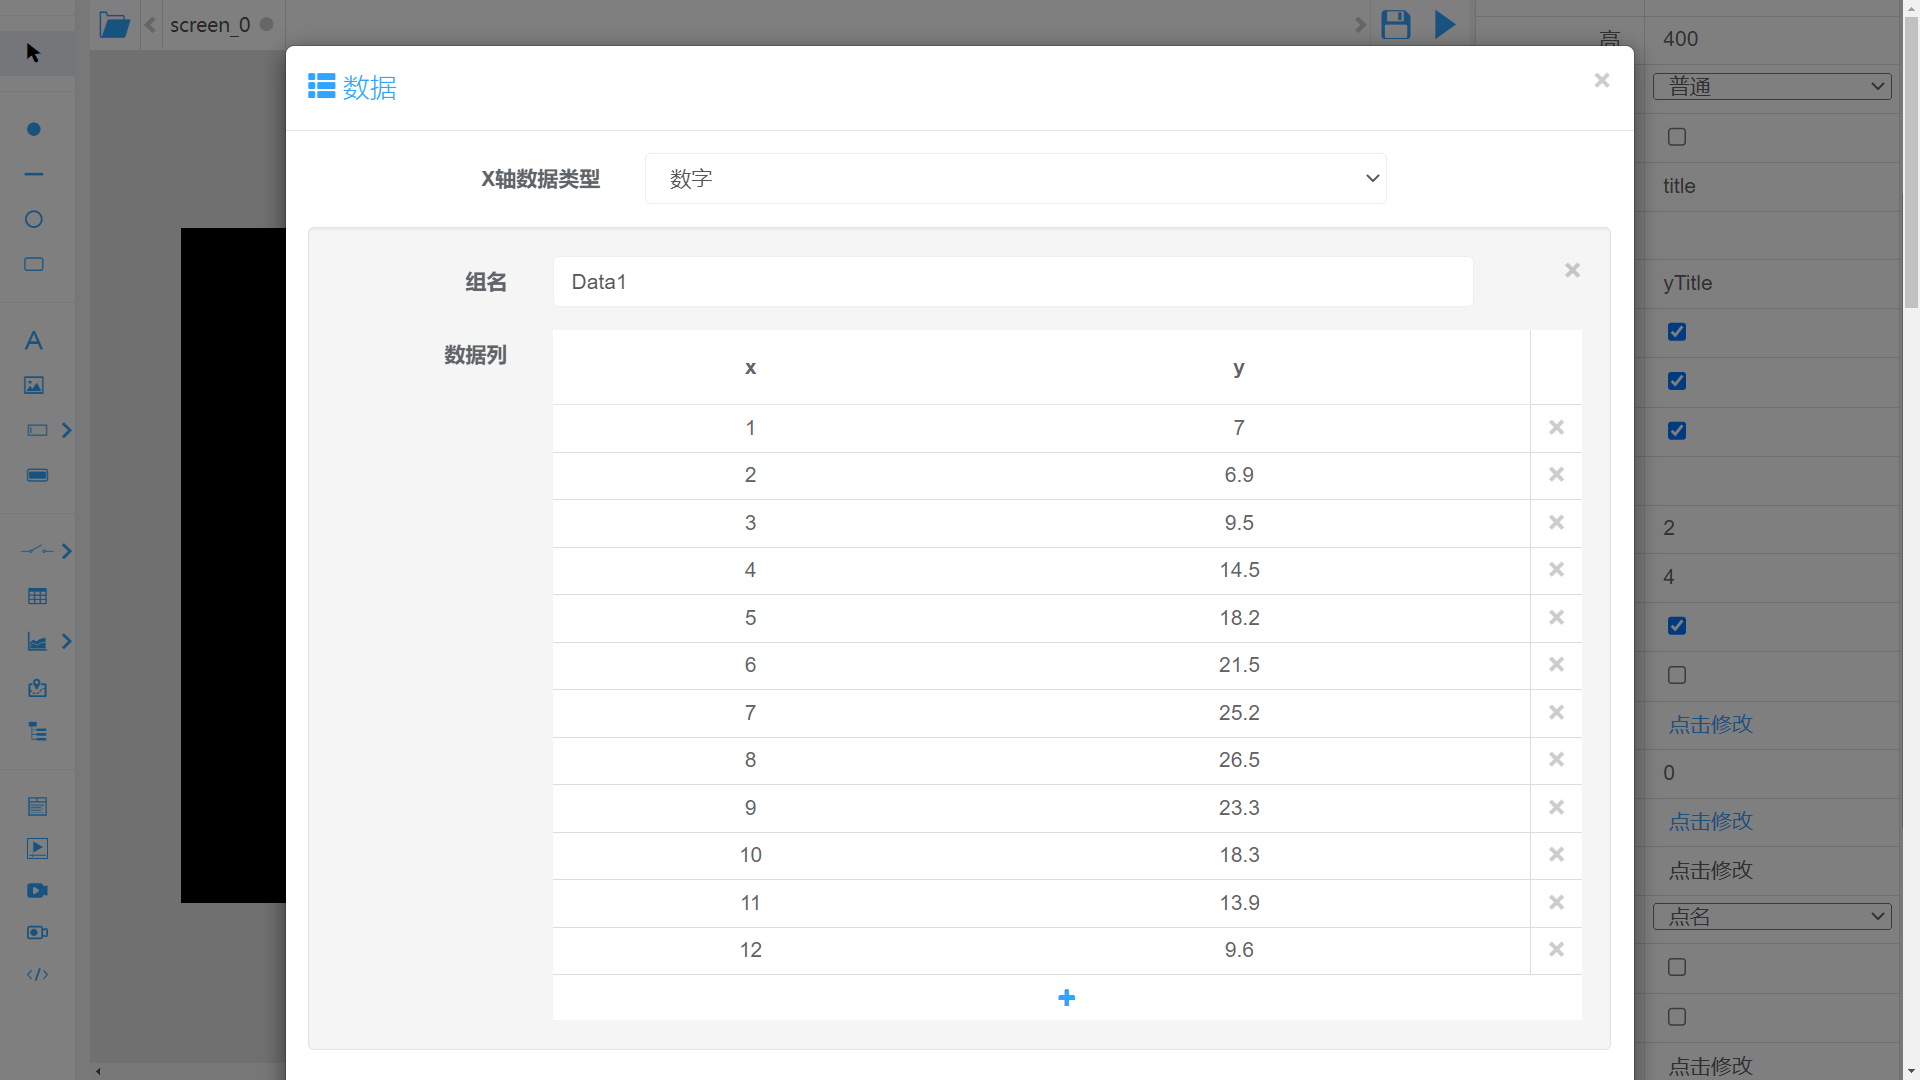 screen_0
高 400
普通
title
yTitle
2
4
点击修改
0
点击修改
点击修改
点名
点击修改
数据
X轴数据类型 数字
组名 Data1
数据列
x y
1 7
2 6.9
3 9.5
4 14.5
5 18.2
6 21.5
7 25.2
8 26.5
9 23.3
10 18.3
11 13.9
12 9.6